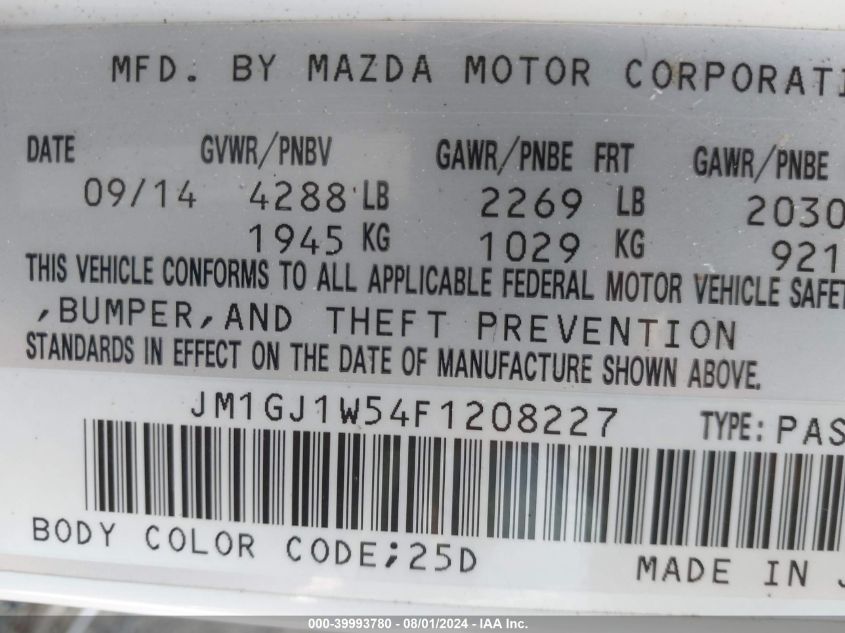 MFD. BY MAZDA MOTOR CORPORATI
DATE GVWR/PNBV GAWR/PNBE FRT GAWR/PNBE
09/14 4288 LB 2269 LB 2030
1945 KG 1029 KG 921
THIS VEHICLE CONFORMS TO ALL APPLICABLE FEDERAL MOTOR VEHICLE SAFET
,BUMPER,AND THEFT PREVENTION
STANDARDS IN EFFECT ON THE DATE OF MANUFACTURE SHOWN ABOVE.
JM1GJ1W54F1208227 TYPE: PAS
BODY COLOR CODE;25D
MADE IN J
000-39993780 - 08/01/2024 - IAA Inc.